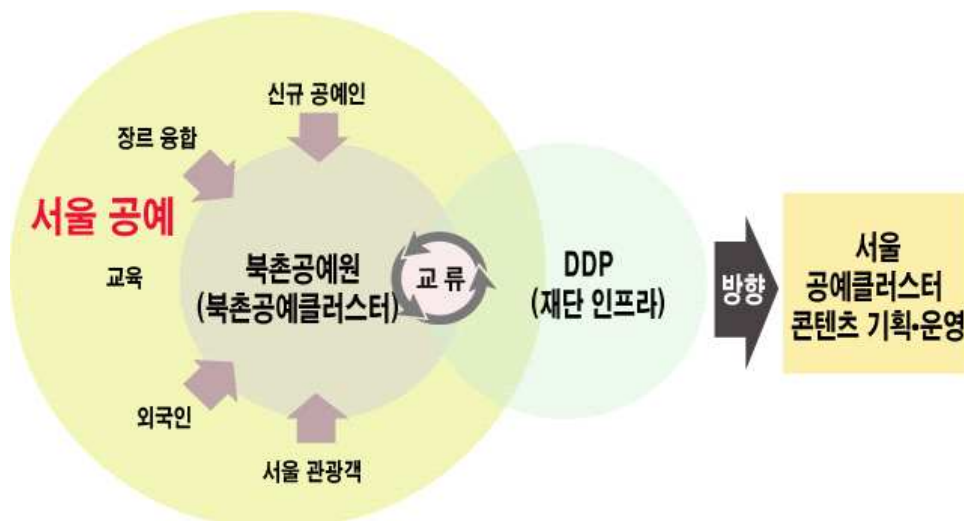 신규 공예인
장르 융합
서울 공예
교육
북촌공예원
(북촌공예클러스터)
교류
외국인
서울 관광객
DDP
(재단 인프라)
방향
서울
공예클러스터
콘텐츠 기획•운영